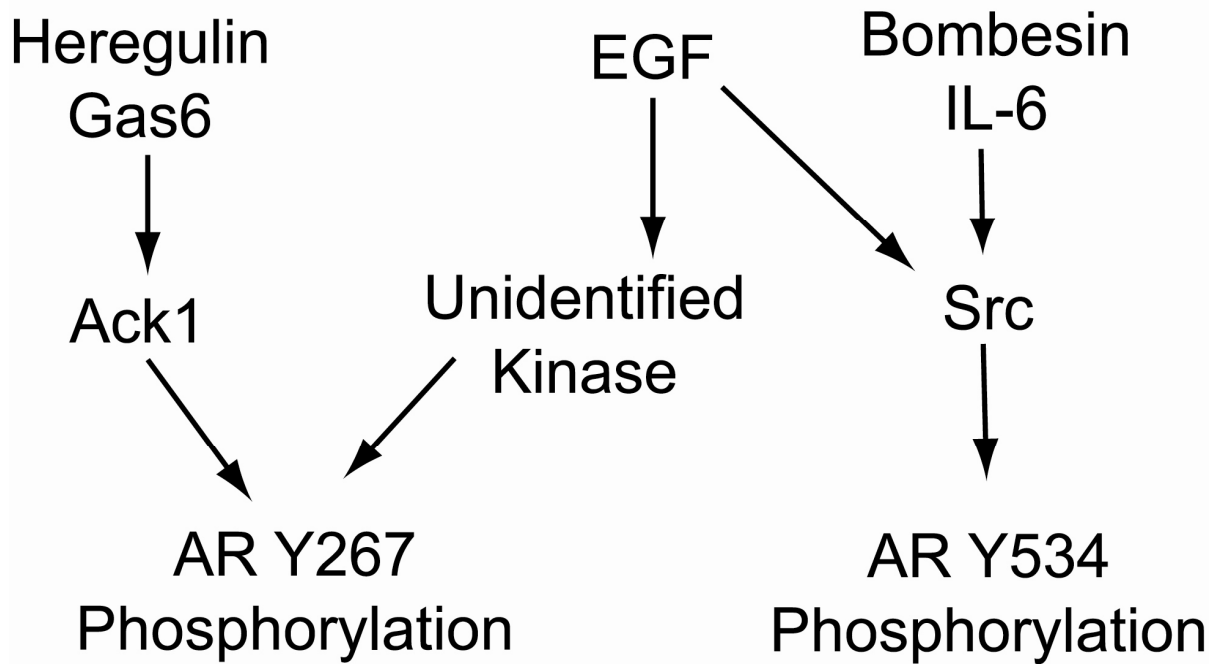 Heregulin
Gas6
EGF
Bombesin
IL-6
Ack1
Unidentified
Kinase
Src
AR Y267
Phosphorylation
AR Y534
Phosphorylation